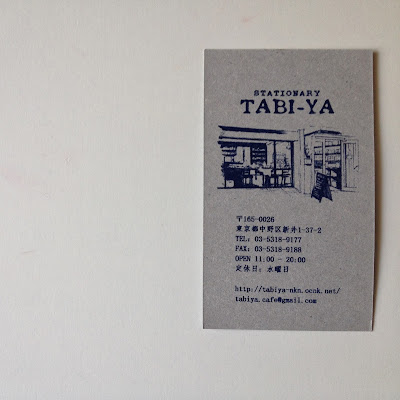 STATIONARY
TABI-YA
〒165-0026
東京都中野区新井1-37-2
TEL: 03-5318-9177
FAX: 03-5318-9188
OPEN 11:00 - 20:00
定休日: 水曜日
http://tabiya-nkn.ocnk.net/
tabiya.cafe@gmail.com